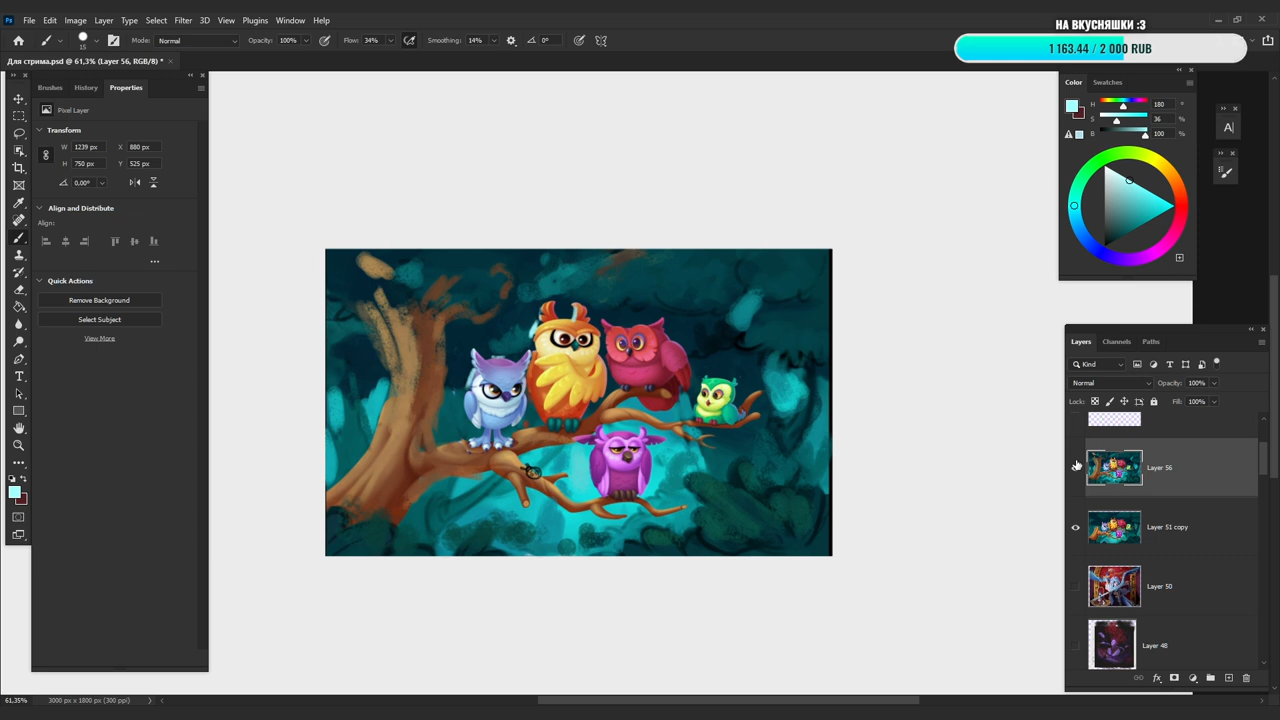 Ps File Edit Image Layer Type Select Filter 3D View Plugins Window Help
НА ВКУСНЯШКИ :3
1 163.44 / 2 000 RUB
15 Mode: Normal Opacity: 100% Flow: 34% Smoothing: 14% 0°
Для стрима.psd @ 61,3% (Layer 56, RGB/8) *
Brushes History Properties
Pixel Layer
Transform
W 1239 px X 880 px
H 750 px Y 525 px
0,00°
Align and Distribute
Align:
Quick Actions
Remove Background
Select Subject
View More
Color Swatches
H 180 °
S 36 %
B 100 %
A
Layers Channels Paths
Kind
Normal Opacity: 100%
Lock: Fill: 100%
Layer 56
Layer 51 copy
Layer 50
Layer 48
61,35% 3000 px x 1800 px (300 ppi)